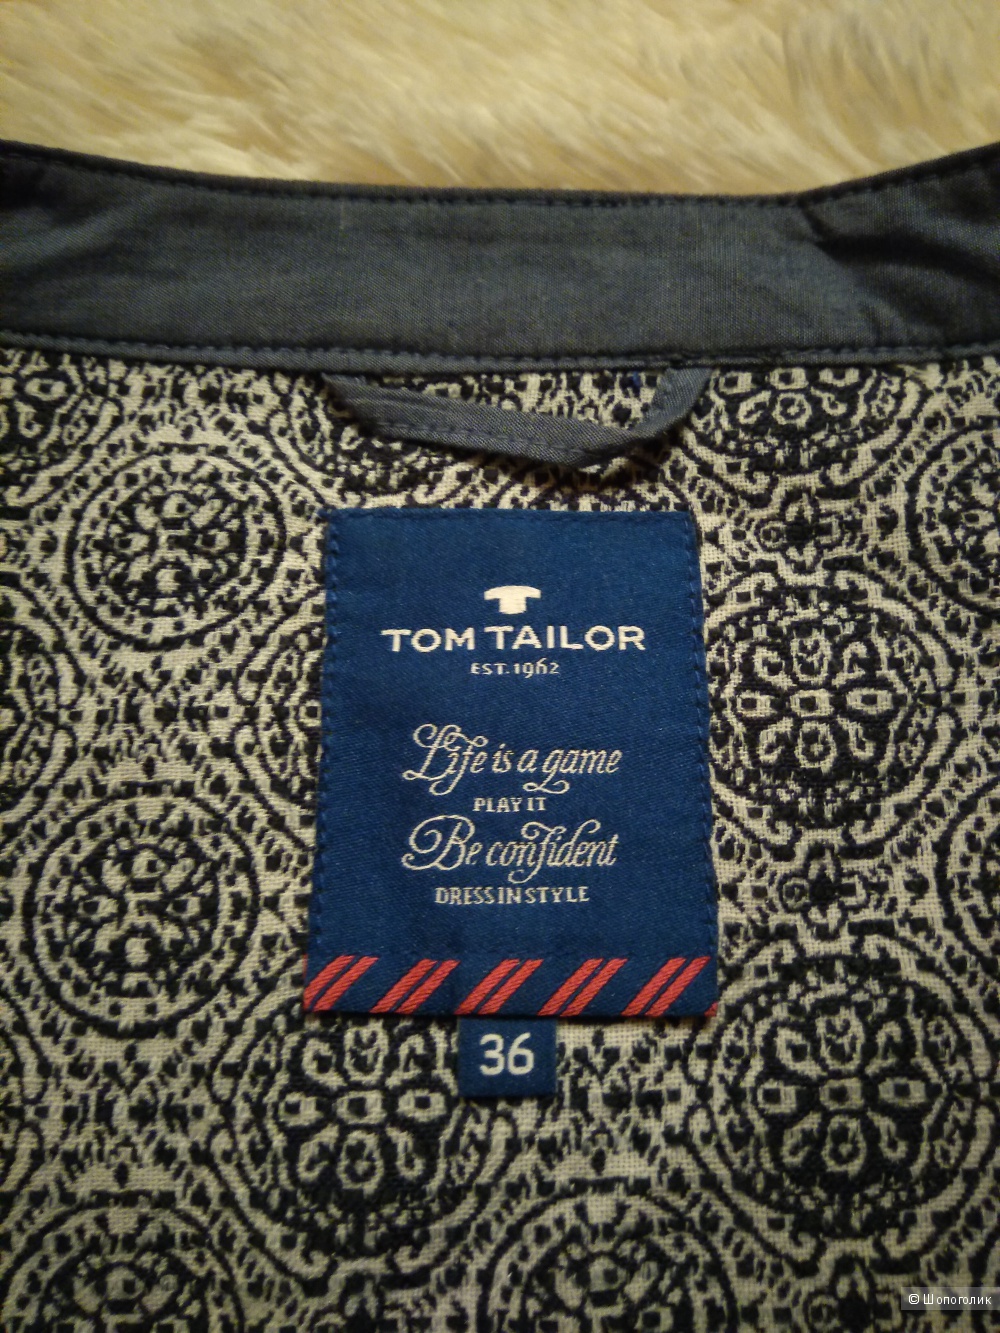 TOM TAILOR
EST. 1962
Life is a game
PLAY IT
Be confident
DRESS IN STYLE
36
© Шопоголик